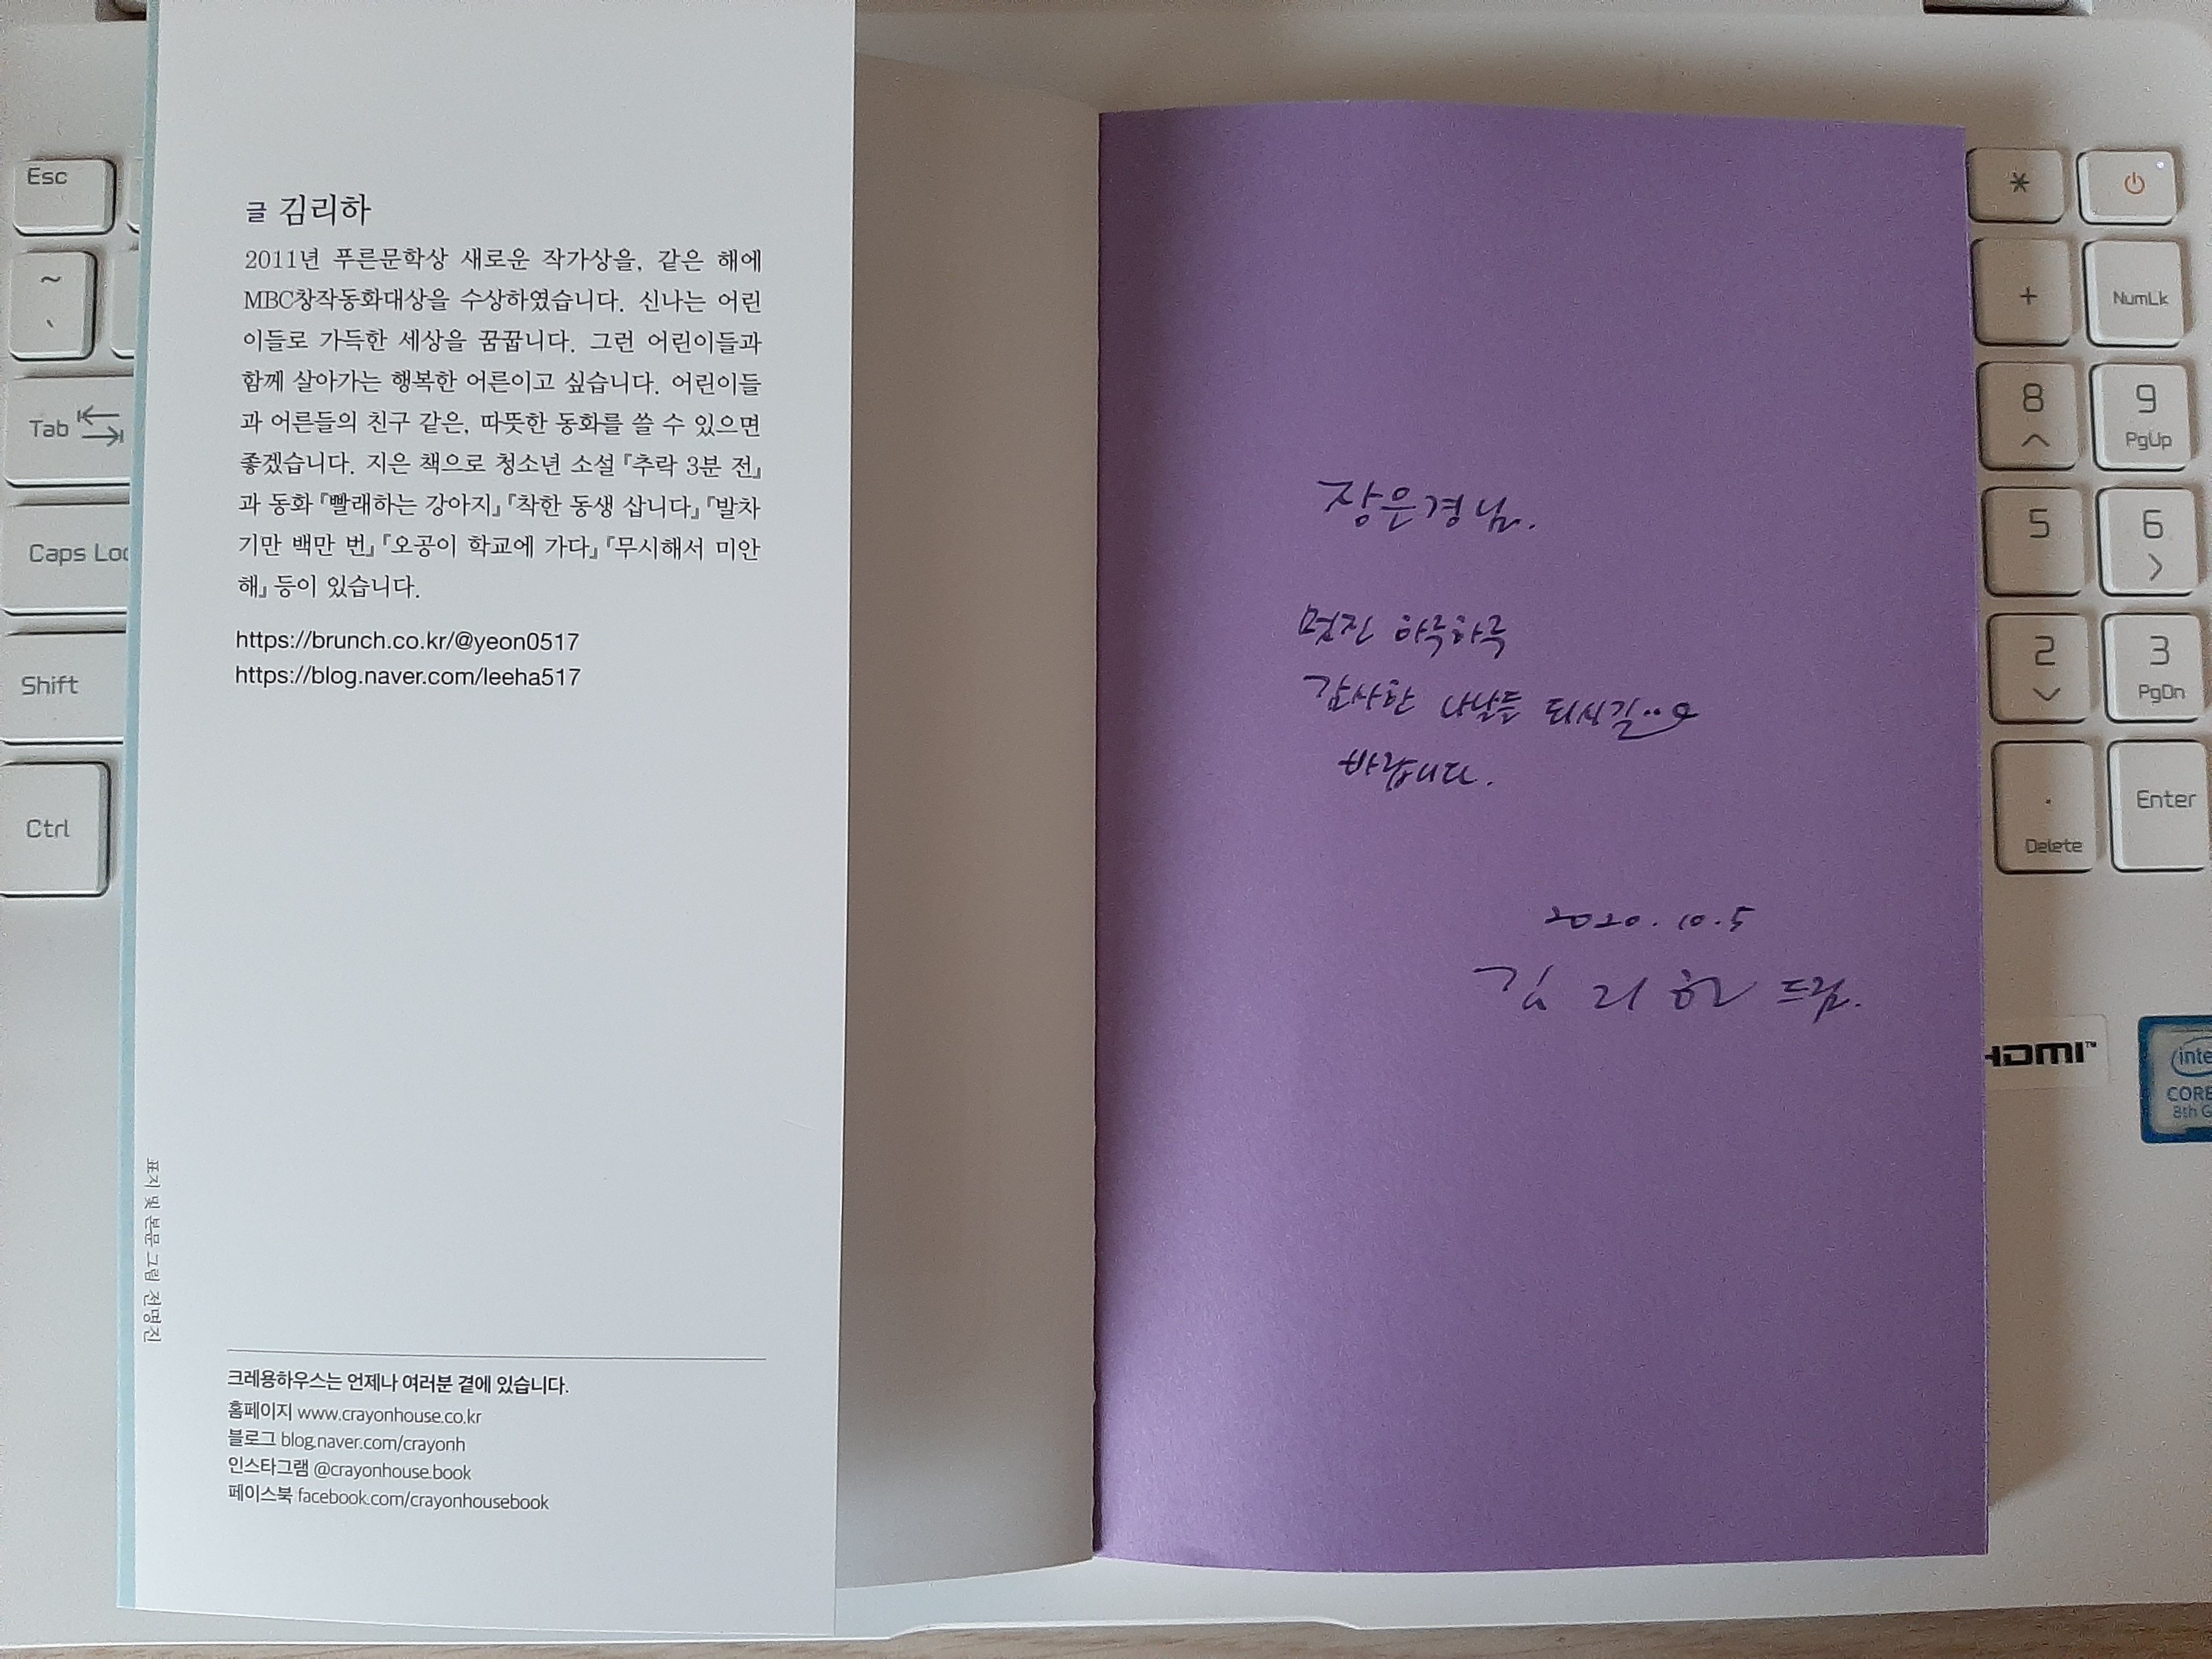 글 김리하
2011년 푸른문학상 새로운 작가상을, 같은 해에
MBC창작동화대상을 수상하였습니다. 신나는 어린
이들로 가득한 세상을 꿈꿉니다. 그런 어린이들과
함께 살아가는 행복한 어른이고 싶습니다. 어린이들
과 어른들의 친구 같은, 따뜻한 동화를 쓸 수 있으면
좋겠습니다. 지은 책으로 청소년 소설 『추락 3분 전』
과 동화 『빨래하는 강아지』 『착한 동생 삽니다』 『발차
기만 백만 번』 『오공이 학교에 가다』 『무시해서 미안
해』 등이 있습니다.
https://brunch.co.kr/@yeon0517
https://blog.naver.com/leeha517
표지 및 본문 그림 전명진
크레용하우스는 언제나 여러분 곁에 있습니다.
홈페이지 www.crayonhouse.co.kr
블로그 blog.naver.com/crayonh
인스타그램 @crayonhouse.book
페이스북 facebook.com/crayonhousebook
장은경님.
멋진 하루하루
감사한 나날들 되시길
바랍니다.
2020. 10. 5
김리하 드림.
Esc
~
`
Tab
Caps Loc
Shift
Ctrl
*
+
NumLk
8
9
PgUp
5
6
2
3
PgDn
.
Delete
Enter
HDMI™
inte
CORE
8th G